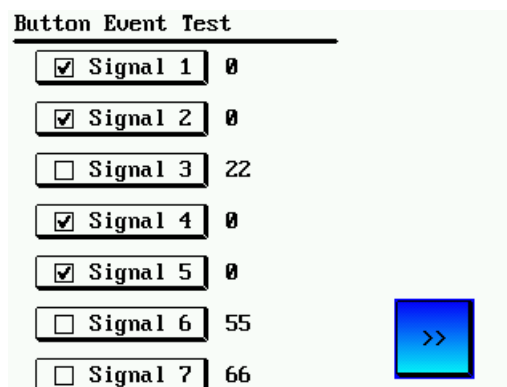 Button Event Test
Signal 1 0
Signal 2 0
Signal 3 22
Signal 4 0
Signal 5 0
Signal 6 55
>>
Signal 7 66